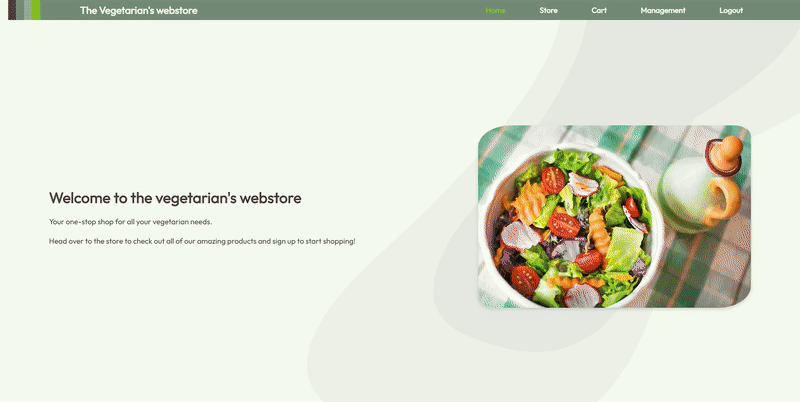 The Vegetarian's webstore
Home Store Cart Management Logout
Welcome to the vegetarian's webstore
Your one-stop shop for all your vegetarian needs.
Head over to the store to check out all of our amazing products and sign up to start shopping!